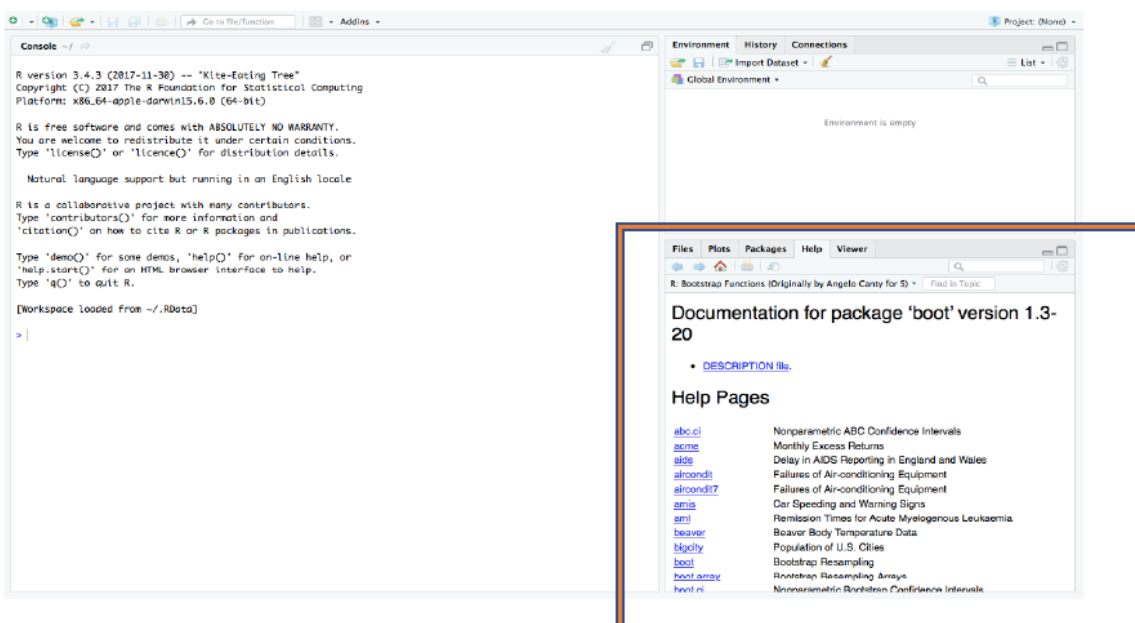 Go to file/function
Addins
Project: (None)
Console ~/
R version 3.4.3 (2017-11-30) -- "Kite-Eating Tree"
Copyright (C) 2017 The R Foundation for Statistical Computing
Platform: x86_64-apple-darwin15.6.0 (64-bit)
R is free software and comes with ABSOLUTELY NO WARRANTY.
You are welcome to redistribute it under certain conditions.
Type 'license()' or 'licence()' for distribution details.
Natural language support but running in an English locale
R is a collaborative project with many contributors.
Type 'contributors()' for more information and
'citation()' on how to cite R or R packages in publications.
Type 'demo()' for some demos, 'help()' for on-line help, or
'help.start()' for an HTML browser interface to help.
Type 'q()' to quit R.
[Workspace loaded from ~/.RData]
>
Environment History Connections
Import Dataset List
Global Environment
Environment is empty
Files Plots Packages Help Viewer
R: Bootstrap Functions (Originally by Angelo Canty for S) Find in Topic
Documentation for package 'boot' version 1.3-
20
• DESCRIPTION file.
Help Pages
abc.ci Nonparametric ABC Confidence Intervals
acme Monthly Excess Returns
aids Delay in AIDS Reporting in England and Wales
aircondit Failures of Air-conditioning Equipment
aircondit7 Failures of Air-conditioning Equipment
amis Car Speeding and Warning Signs
aml Remission Times for Acute Myelogenous Leukaemia
beaver Beaver Body Temperature Data
bigcity Population of U.S. Cities
boot Bootstrap Resampling
boot.array Bootstrap Resampling Arrays
boot.ci Nonparametric Bootstrap Confidence Intervals